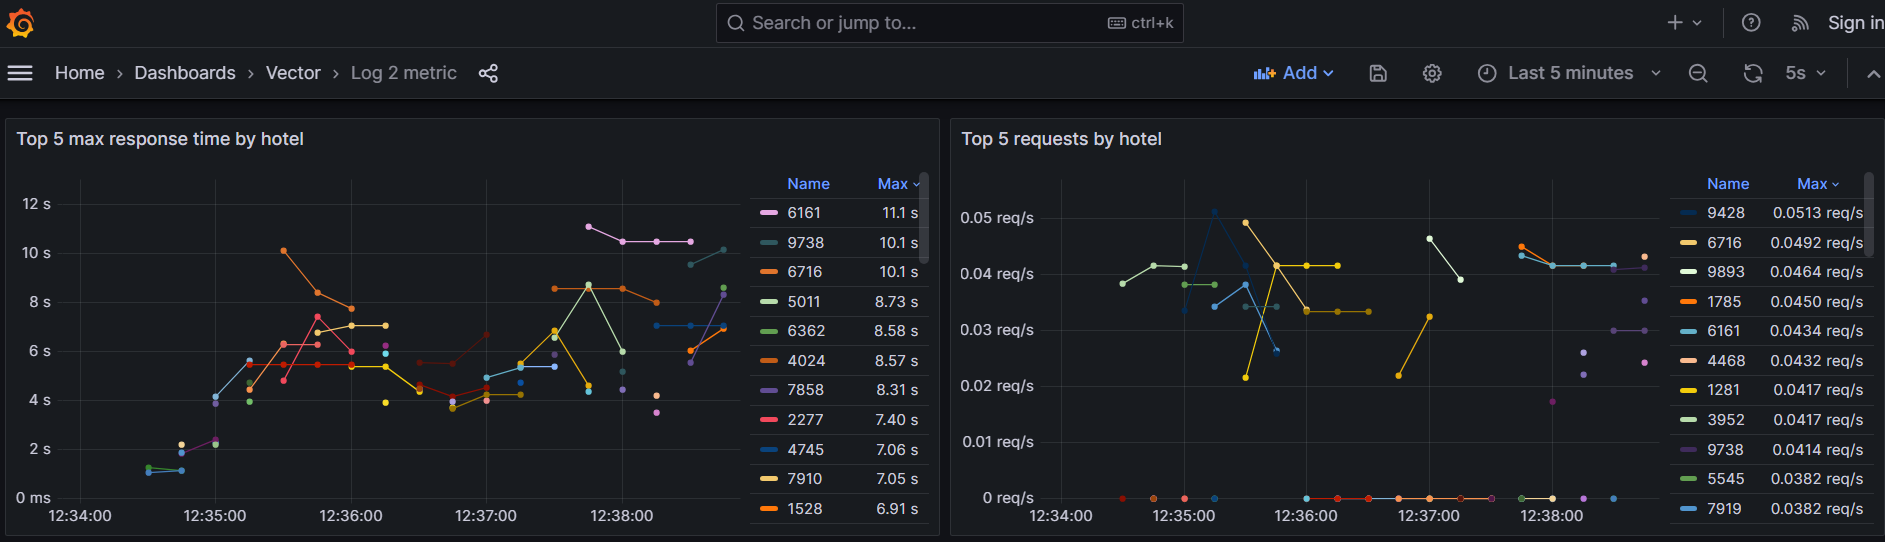 Search or jump to...
ctrl+k
Sign in
Home › Dashboards › Vector › Log 2 metric
Add
Last 5 minutes
5s
Top 5 max response time by hotel
12 s
10 s
8 s
6 s
4 s
2 s
0 ms
12:34:00 12:35:00 12:36:00 12:37:00 12:38:00
Name Max
6161 11.1 s
9738 10.1 s
6716 10.1 s
5011 8.73 s
6362 8.58 s
4024 8.57 s
7858 8.31 s
2277 7.40 s
4745 7.06 s
7910 7.05 s
1528 6.91 s
Top 5 requests by hotel
0.05 req/s
0.04 req/s
0.03 req/s
0.02 req/s
0.01 req/s
0 req/s
12:34:00 12:35:00 12:36:00 12:37:00 12:38:00
Name Max
9428 0.0513 req/s
6716 0.0492 req/s
9893 0.0464 req/s
1785 0.0450 req/s
6161 0.0434 req/s
4468 0.0432 req/s
1281 0.0417 req/s
3952 0.0417 req/s
9738 0.0414 req/s
5545 0.0382 req/s
7919 0.0382 req/s